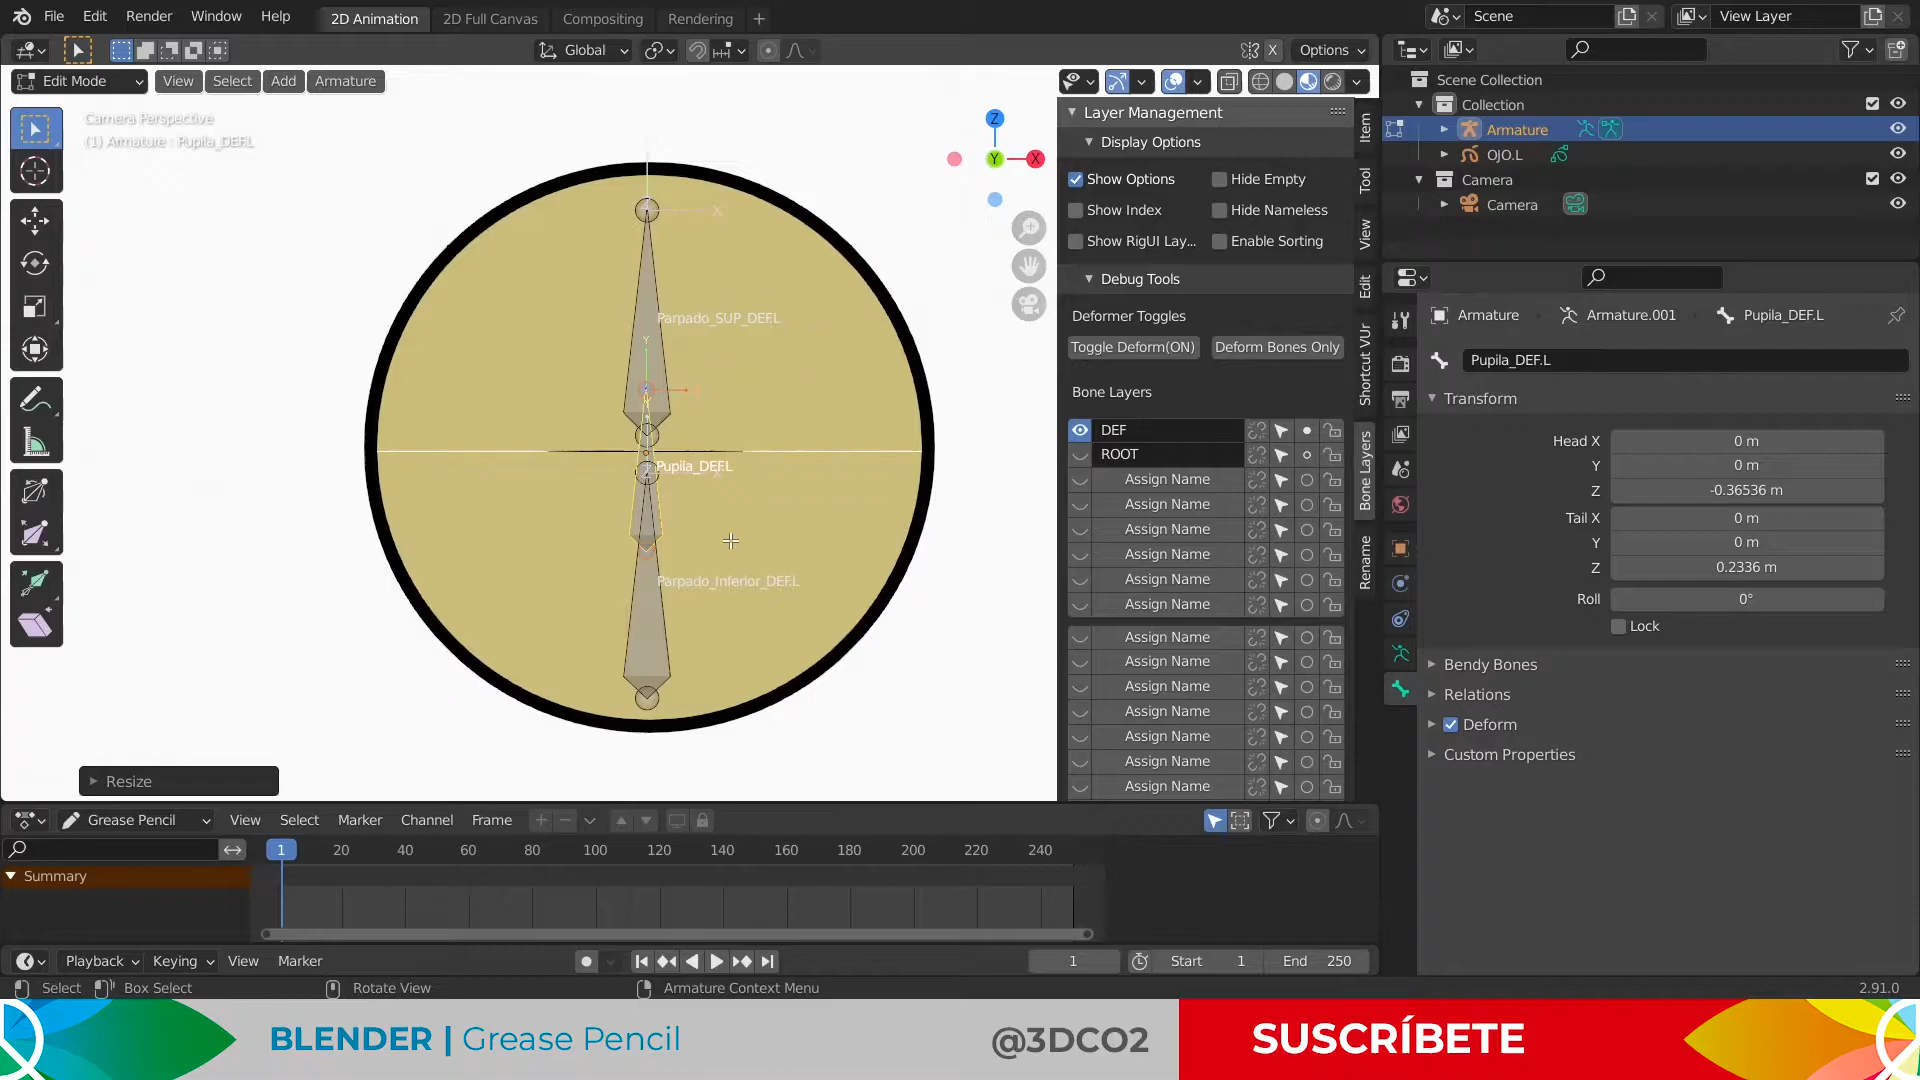 File Edit Render Window Help 2D Animation 2D Full Canvas Compositing Rendering + Scene View Layer
Global X Options
Edit Mode View Select Add Armature
Camera Perspective
(1) Armature : Pupila_DEF.L
Z
Y
X
X
Parpado_SUP_DEF.L
Y
Pupila_DEF.L
Parpado_Inferior_DEF.L
Resize
Layer Management
Display Options
Show Options Hide Empty
Show Index Hide Nameless
Show RigUI Lay... Enable Sorting
Debug Tools
Deformer Toggles
Toggle Deform(ON) Deform Bones Only
Bone Layers
DEF
ROOT
Assign Name
Assign Name
Assign Name
Assign Name
Assign Name
Assign Name
Assign Name
Assign Name
Assign Name
Assign Name
Assign Name
Assign Name
Assign Name
Item
Tool
View
Edit
Shortcut VUr
Bone Layers
Rename
Scene Collection
Collection
Armature
OJO.L
Camera
Camera
Armature Armature.001 Pupila_DEF.L
Pupila_DEF.L
Transform
Head X 0 m
Y 0 m
Z -0.36536 m
Tail X 0 m
Y 0 m
Z 0.2336 m
Roll 0°
Lock
Bendy Bones
Relations
Deform
Custom Properties
Grease Pencil View Select Marker Channel Frame
1 20 40 60 80 100 120 140 160 180 200 220 240
Summary
Playback Keying View Marker 1 Start 1 End 250
Select Box Select Rotate View Armature Context Menu 2.91.0
BLENDER | Grease Pencil @3DCO2 SUSCRÍBETE